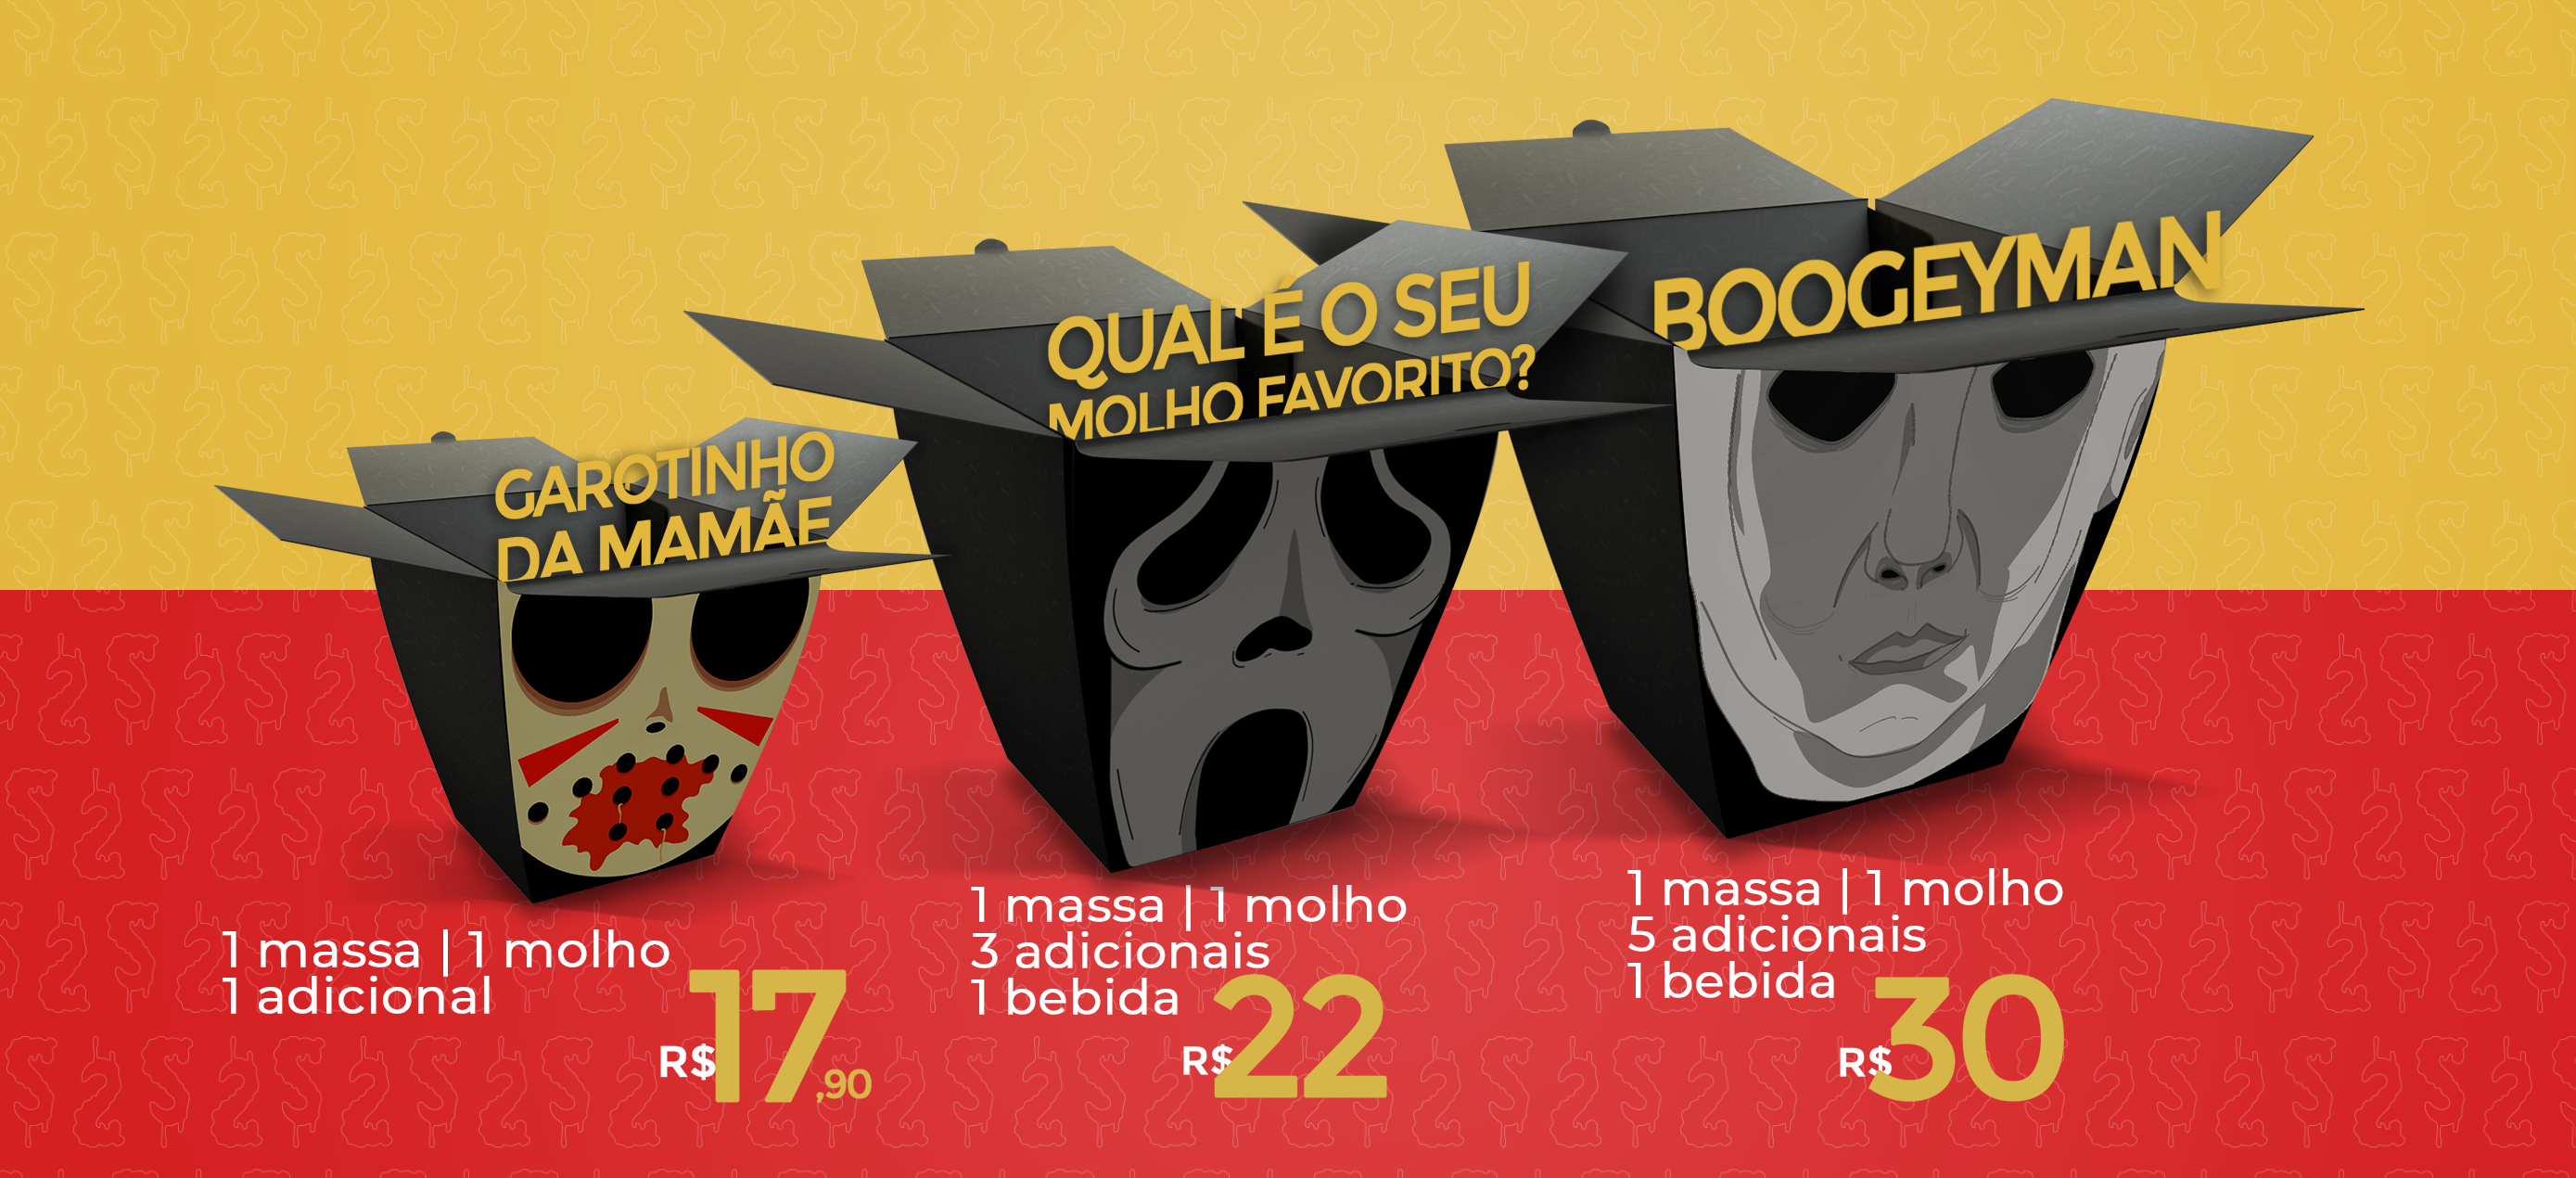 GAROTINHO
DA MAMÃE
1 massa | 1 molho
1 adicional
R$17,90
QUAL É O SEU
MOLHO FAVORITO?
1 massa | 1 molho
3 adicionais
1 bebida
R$22
BOOGEYMAN
1 massa | 1 molho
5 adicionais
1 bebida
R$30